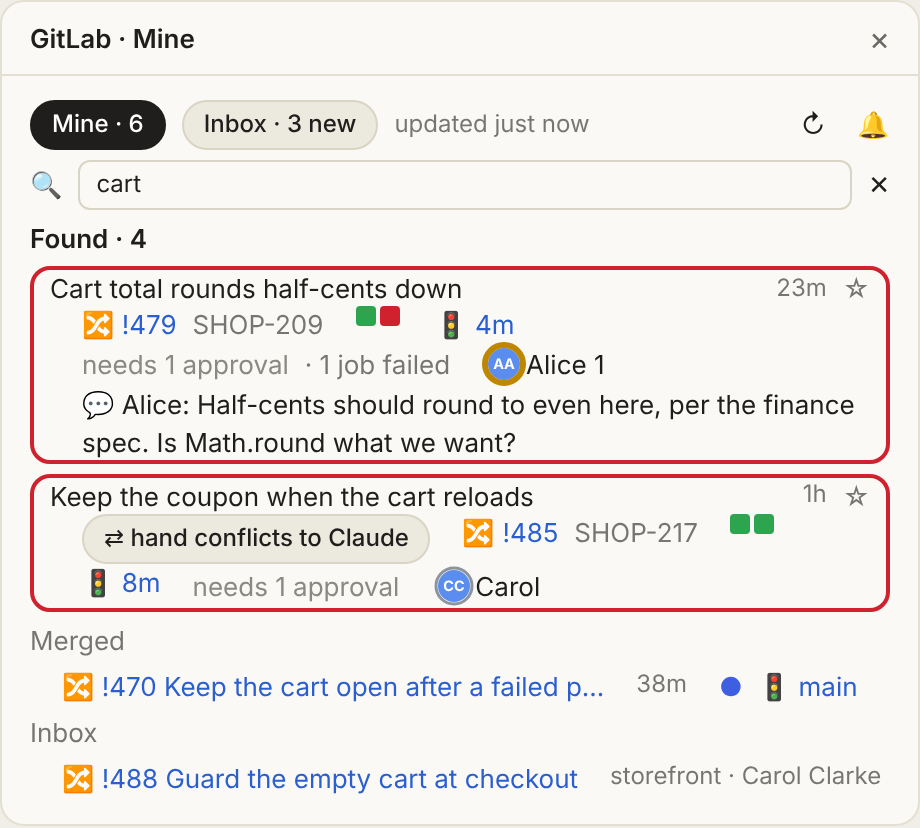 GitLab · Mine
Mine · 6 Inbox · 3 new updated just now
cart
Found · 4
Cart total rounds half-cents down 23m
!479 SHOP-209 4m
needs 1 approval · 1 job failed AA Alice 1
Alice: Half-cents should round to even here, per the finance
spec. Is Math.round what we want?
Keep the coupon when the cart reloads 1h
⇄ hand conflicts to Claude !485 SHOP-217
8m needs 1 approval CC Carol
Merged
!470 Keep the cart open after a failed p... 38m main
Inbox
!488 Guard the empty cart at checkout storefront · Carol Clarke